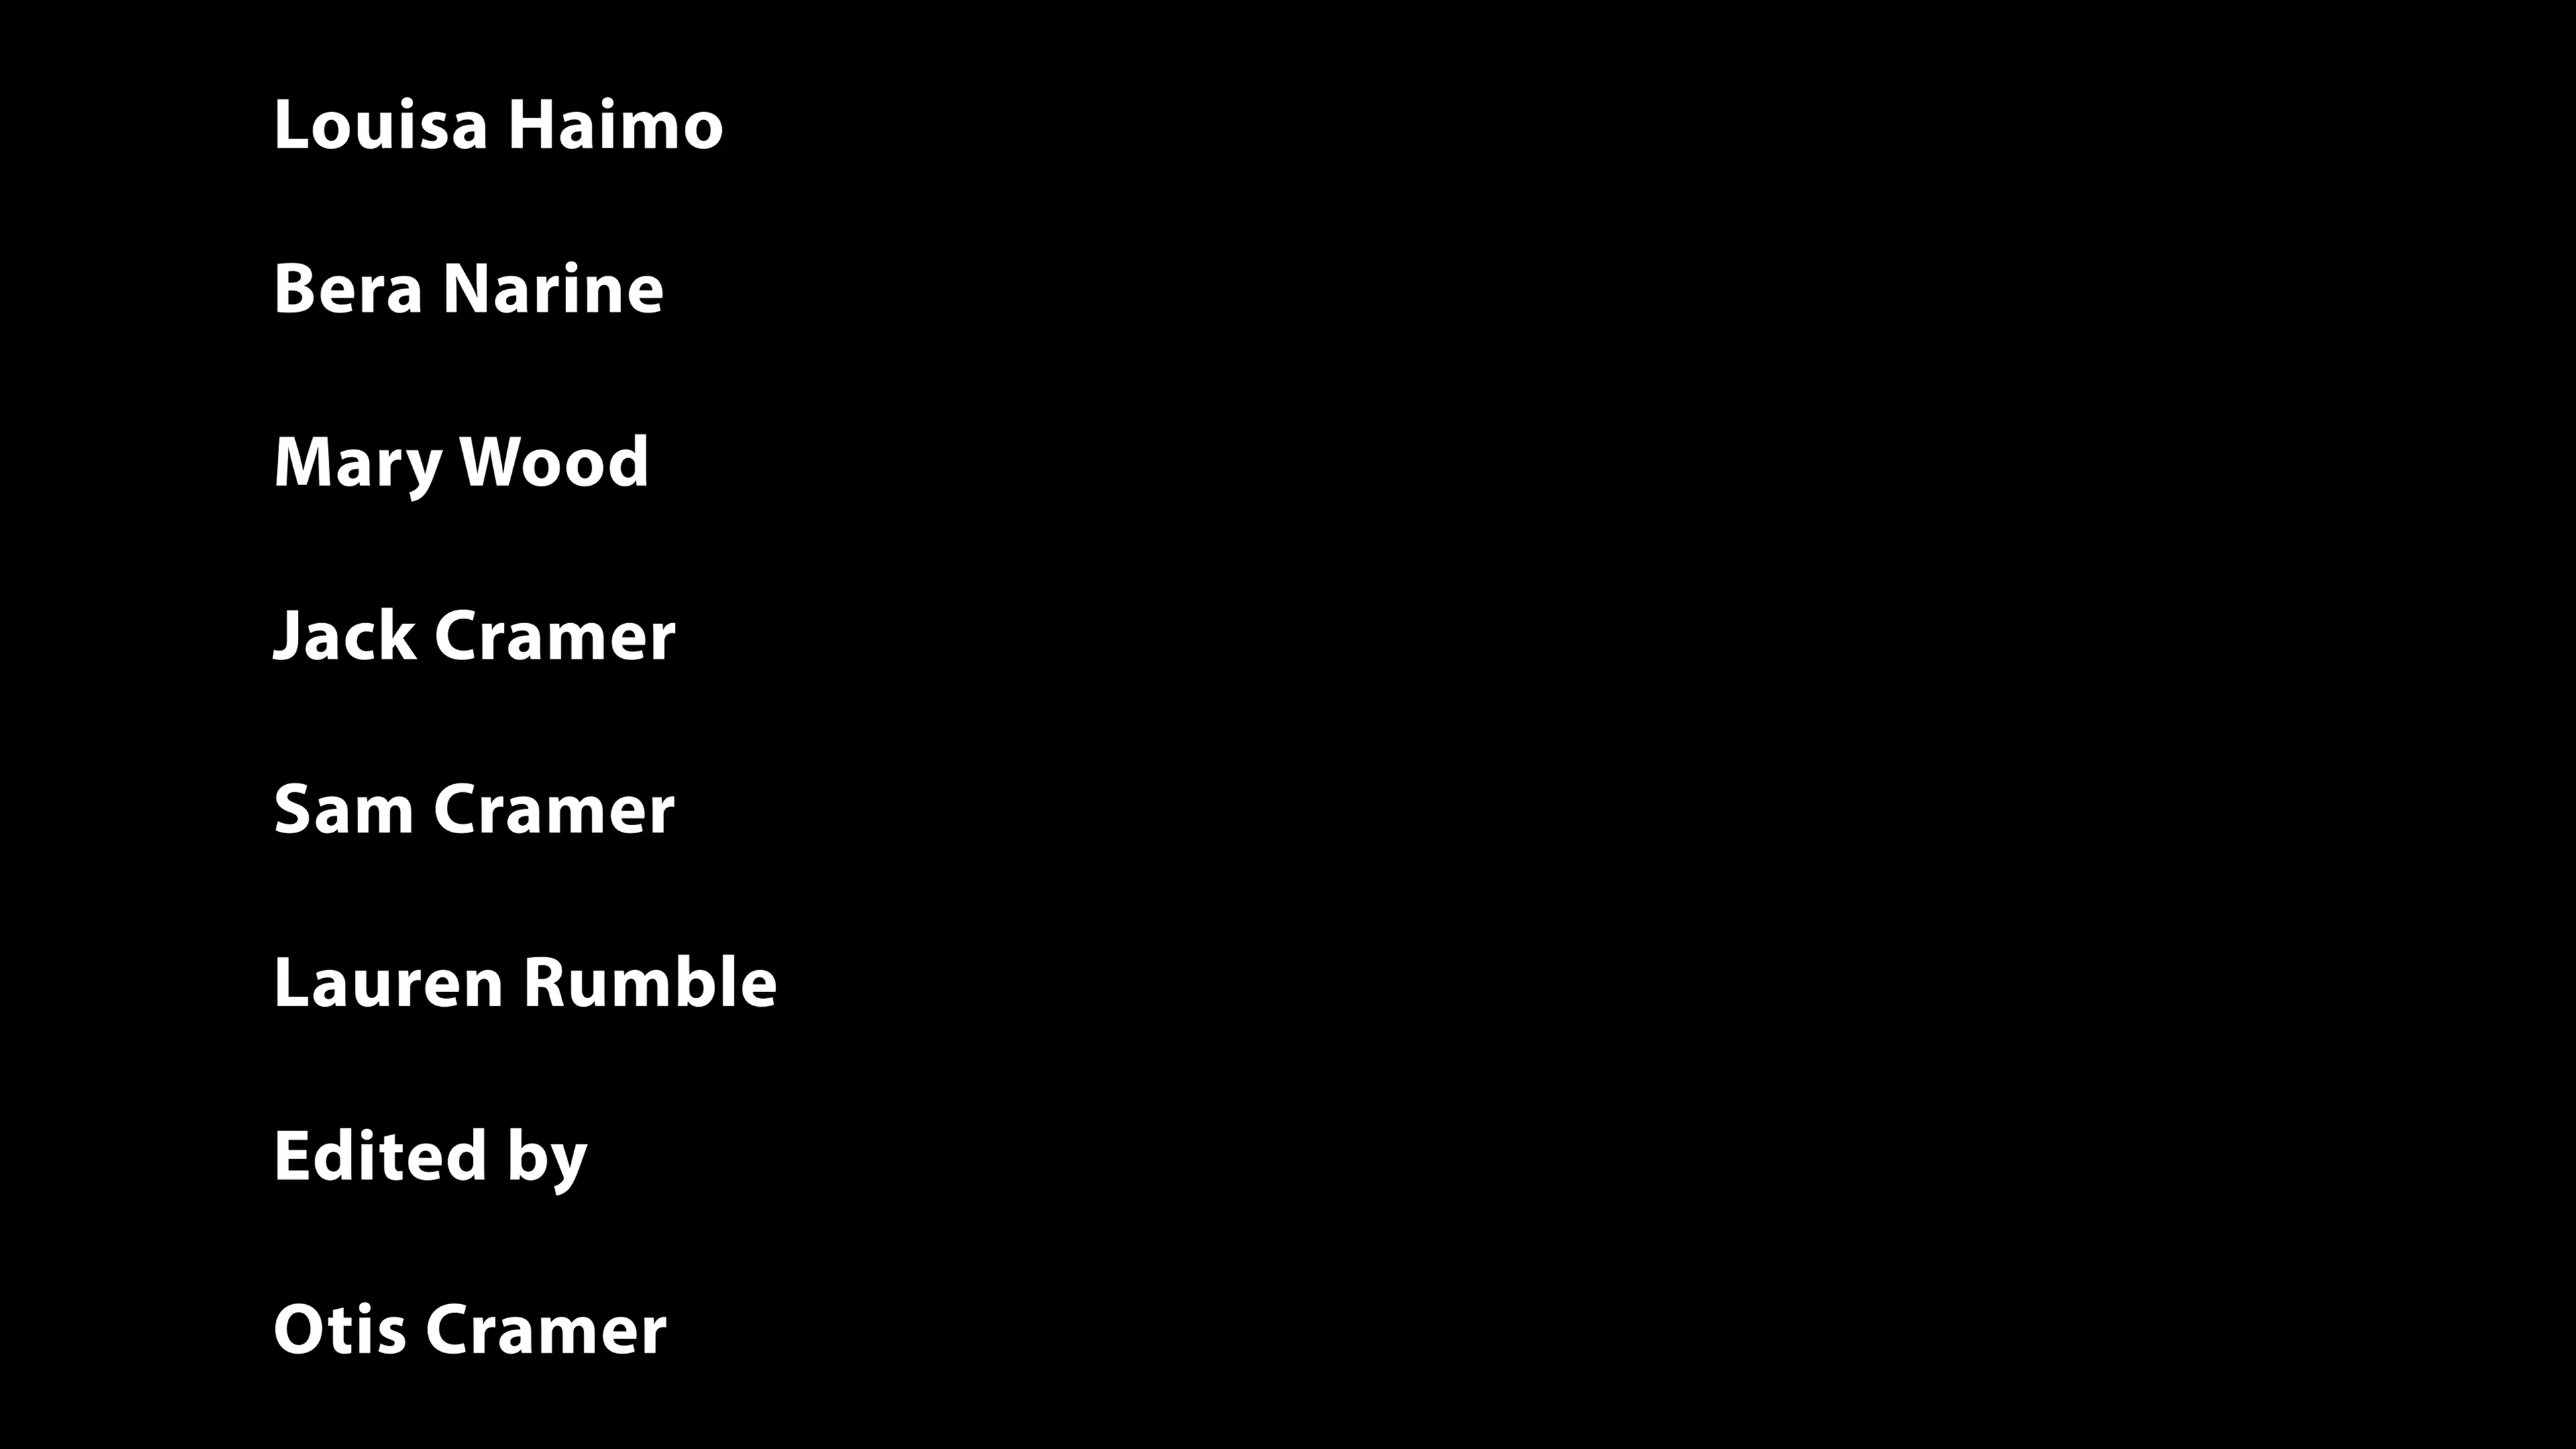 Louisa Haimo
Bera Narine
Mary Wood
Jack Cramer
Sam Cramer
Lauren Rumble
Edited by
Otis Cramer